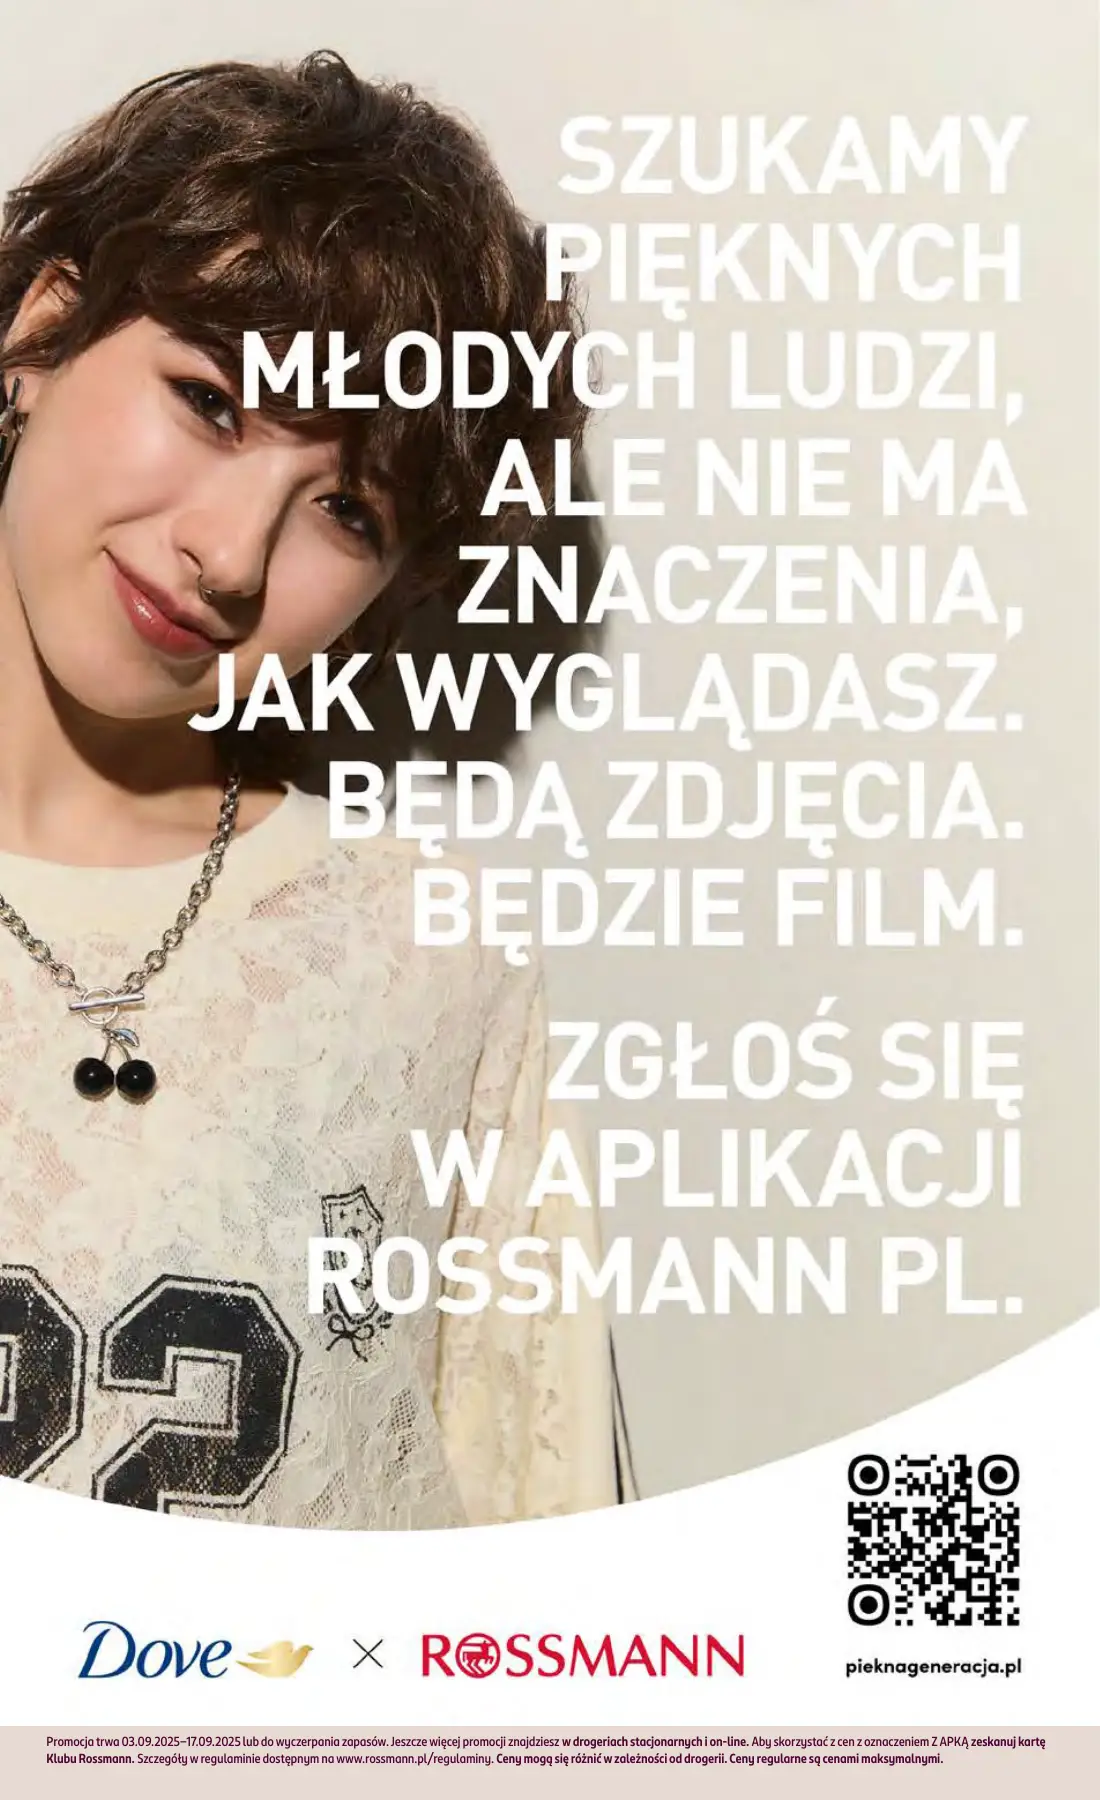 SZUKAMY
PIĘKNYCH
MŁODYCH LUDZI,
ALE NIE MA
ZNACZENIA,
JAK WYGLĄDASZ.
BĘDĄ ZDJĘCIA.
BĘDZIE FILM.
ZGŁOŚ SIĘ
W APLIKACJI
ROSSMANN PL.
Dove × ROSSMANN
pieknageneracja.pl
Promocja trwa 03.09.2025–17.09.2025 lub do wyczerpania zapasów. Jeszcze więcej promocji znajdziesz w drogeriach stacjonarnych i on-line. Aby skorzystać z cen z oznaczeniem Z APKĄ zeskanuj kartę
Klubu Rossmann. Szczegóły w regulaminie dostępnym na www.rossmann.pl/regulaminy. Ceny mogą się różnić w zależności od drogerii. Ceny regularne są cenami maksymalnymi.